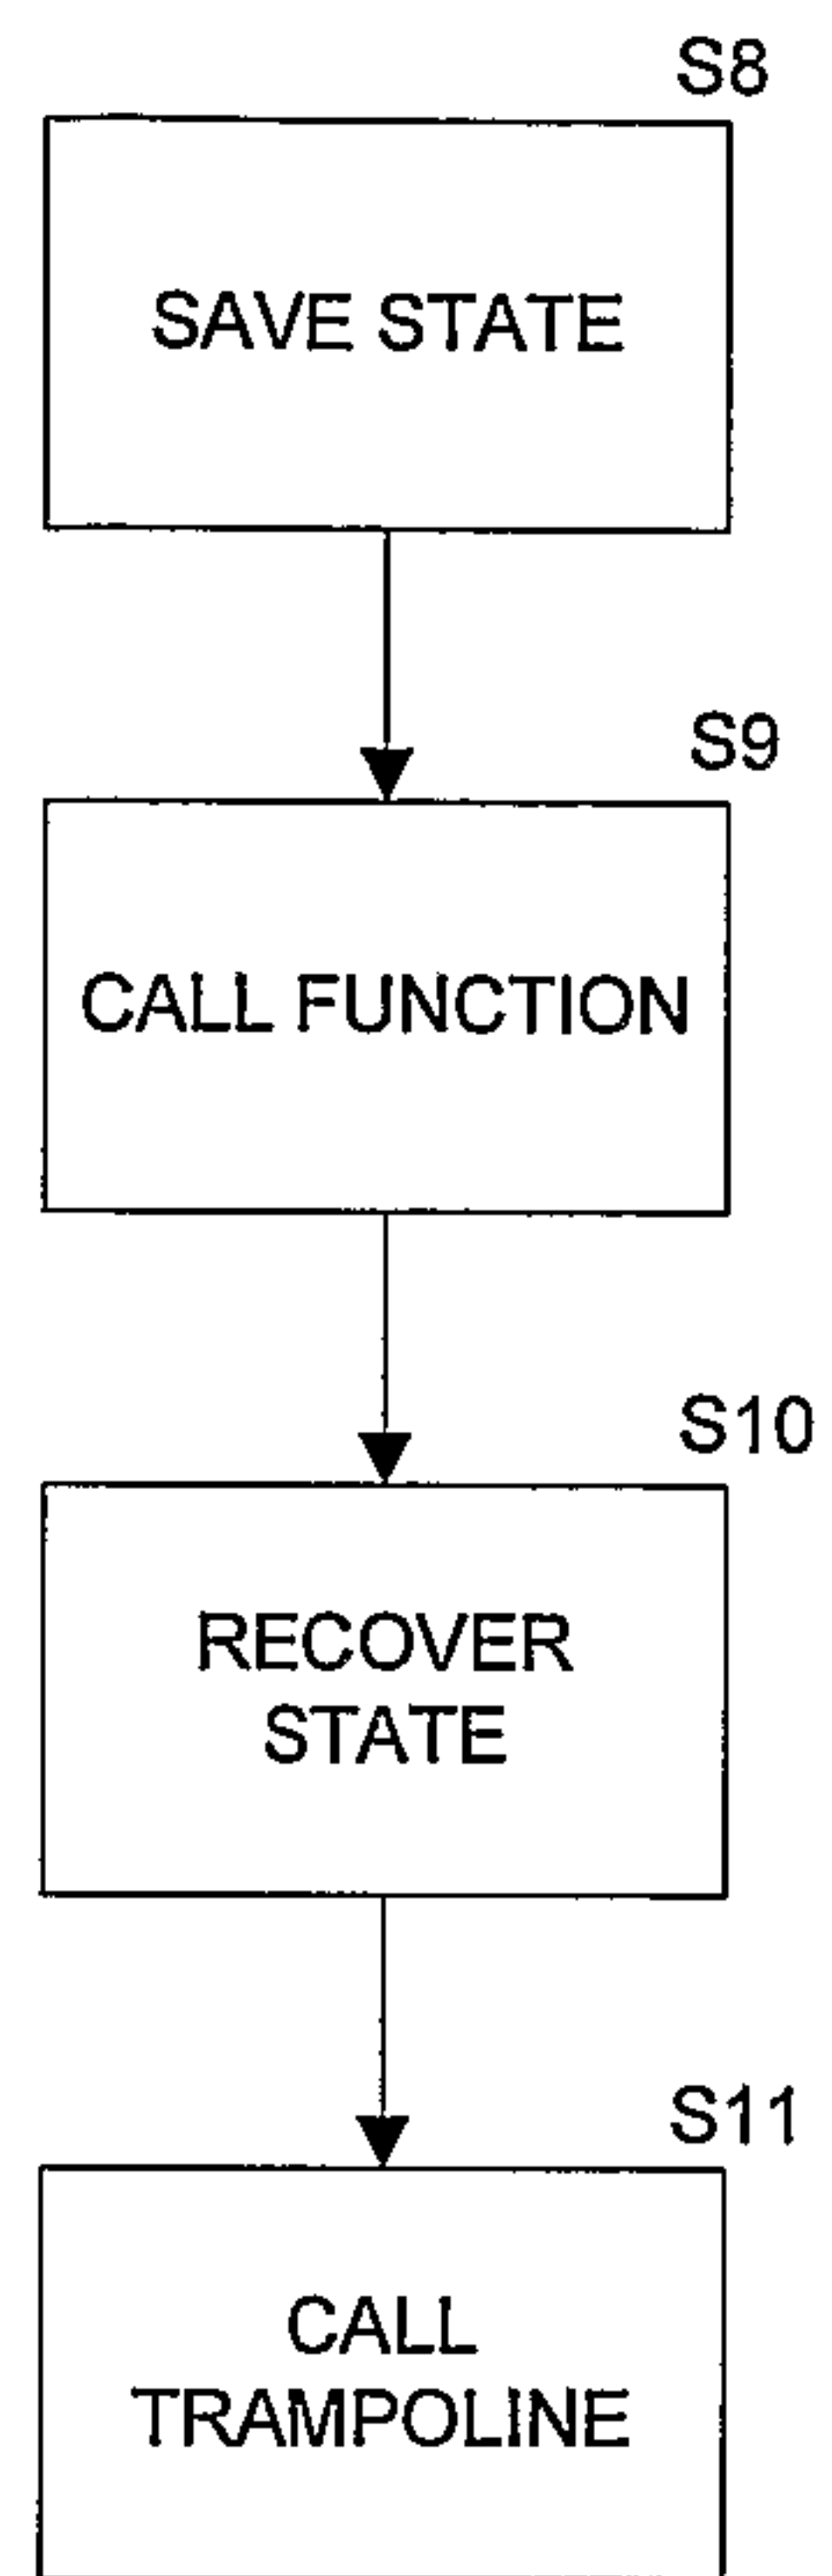 S8
SAVE STATE
S9
CALL FUNCTION
S10
RECOVER
STATE
S11
CALL
TRAMPOLINE